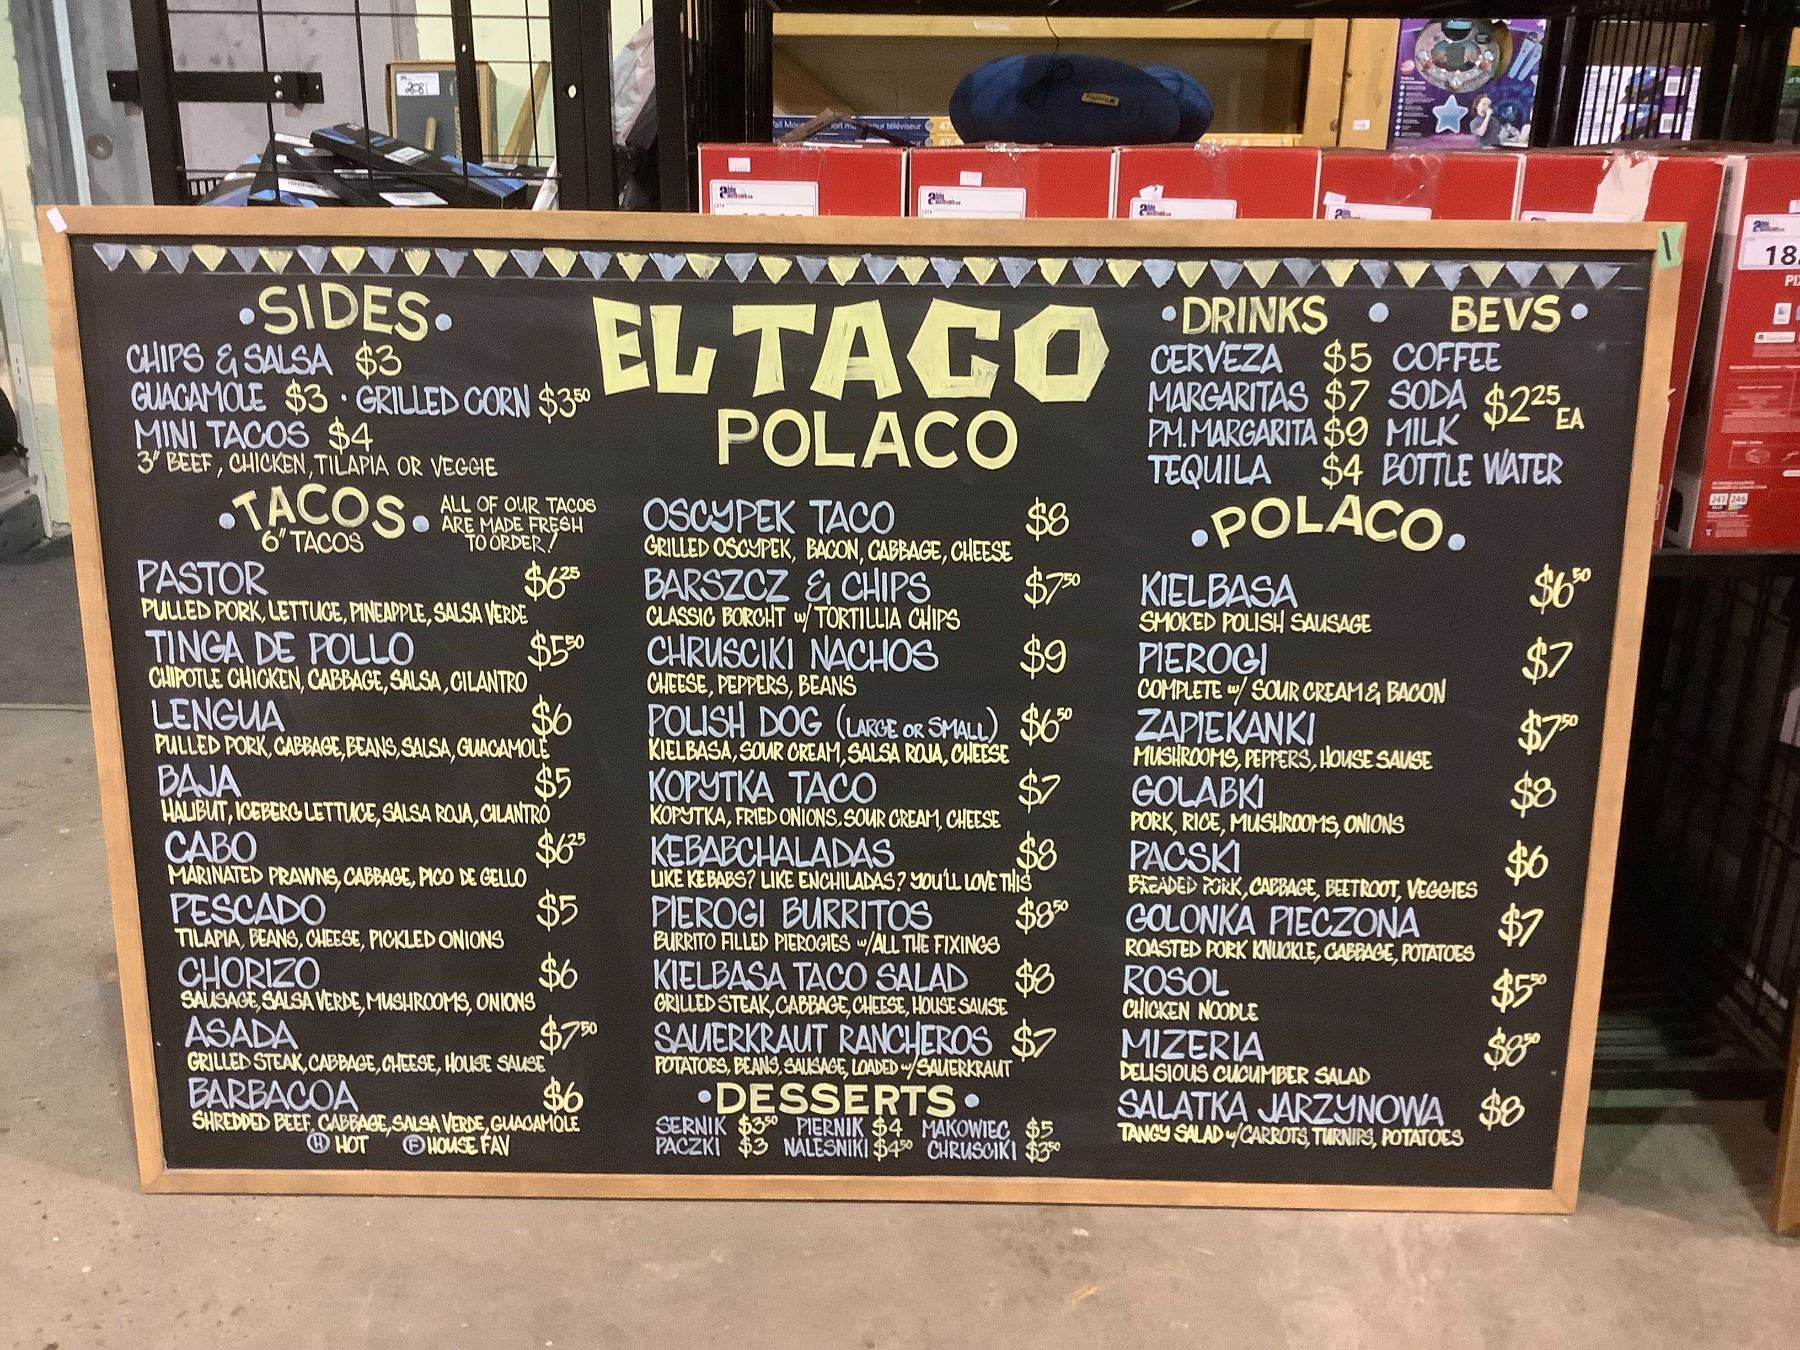 SIDES
CHIPS & SALSA $3
GUACAMOLE $3 · GRILLED CORN $3⁵⁰
MINI TACOS $4
3" BEEF, CHICKEN, TILAPIA OR VEGGIE
TACOS
6" TACOS
ALL OF OUR TACOS
ARE MADE FRESH
TO ORDER!
PASTOR $6²⁵
PULLED PORK, LETTUCE, PINEAPPLE, SALSA VERDE
TINGA DE POLLO $5⁵⁰
CHIPOTLE CHICKEN, CABBAGE, SALSA, CILANTRO
LENGUA $6
PULLED PORK, CABBAGE, BEANS, SALSA, GUACAMOLE
BAJA $5
HALIBUT, ICEBERG LETTUCE, SALSA ROJA, CILANTRO
CABO $6²⁵
MARINATED PRAWNS, CABBAGE, PICO DE GELLO
PESCADO $5
TILAPIA, BEANS, CHEESE, PICKLED ONIONS
CHORIZO $6
SAUSAGE, SALSA VERDE, MUSHROOMS, ONIONS
ASADA $7⁵⁰
GRILLED STEAK, CABBAGE, CHEESE, HOUSE SAUSE
BARBACOA $6
SHREDDED BEEF, CABBAGE, SALSA VERDE, GUACAMOLE
Ⓗ HOT Ⓕ HOUSE FAV
EL TACO
POLACO
OSCYPEK TACO $8
GRILLED OSCYPEK, BACON, CABBAGE, CHEESE
BARSZCZ & CHIPS $7⁵⁰
CLASSIC BORCHT w/ TORTILLIA CHIPS
CHRUSCIKI NACHOS $9
CHEESE, PEPPERS, BEANS
POLISH DOG (LARGE OR SMALL) $6⁵⁰
KIELBASA, SOUR CREAM, SALSA ROJA, CHEESE
KOPYTKA TACO $7
KOPYTKA, FRIED ONIONS. SOUR CREAM, CHEESE
KEBABCHALADAS $8
LIKE KEBABS? LIKE ENCHILADAS? YOU'LL LOVE THIS
PIEROGI BURRITOS $8⁵⁰
BURRITO FILLED PIEROGIES w/ ALL THE FIXINGS
KIELBASA TACO SALAD $8
GRILLED STEAK, CABBAGE, CHEESE, HOUSE SAUSE
SAUERKRAUT RANCHEROS $7
POTATOES, BEANS, SAUSAGE, LOADED w/ SAUERKRAUT
DESSERTS
SERNIK $3⁵⁰ PIERNIK $4 MAKOWIEC $5
PACZKI $3 NALESNIKI $4⁵⁰ CHRUSCIKI $3⁵⁰
DRINKS · BEVS
CERVEZA $5 COFFEE
MARGARITAS $7 SODA $2²⁵ EA
PM. MARGARITA $9 MILK
TEQUILA $4 BOTTLE WATER
POLACO
KIELBASA $6⁵⁰
SMOKED POLISH SAUSAGE
PIEROGI $7
COMPLETE w/ SOUR CREAM & BACON
ZAPIEKANKI $7⁵⁰
MUSHROOMS, PEPPERS, HOUSE SAUSE
GOLABKI $8
PORK, RICE, MUSHROOMS, ONIONS
PACSKI $6
BREADED PORK, CABBAGE, BEETROOT, VEGGIES
GOLONKA PIECZONA $7
ROASTED PORK KNUCKLE, CABBAGE, POTATOES
ROSOL $5⁵⁰
CHICKEN NOODLE
MIZERIA $8⁵⁰
DELISIOUS CUCUMBER SALAD
SALATKA JARZYNOWA $8
TANGY SALAD w/ CARROTS, TURNIPS, POTATOES